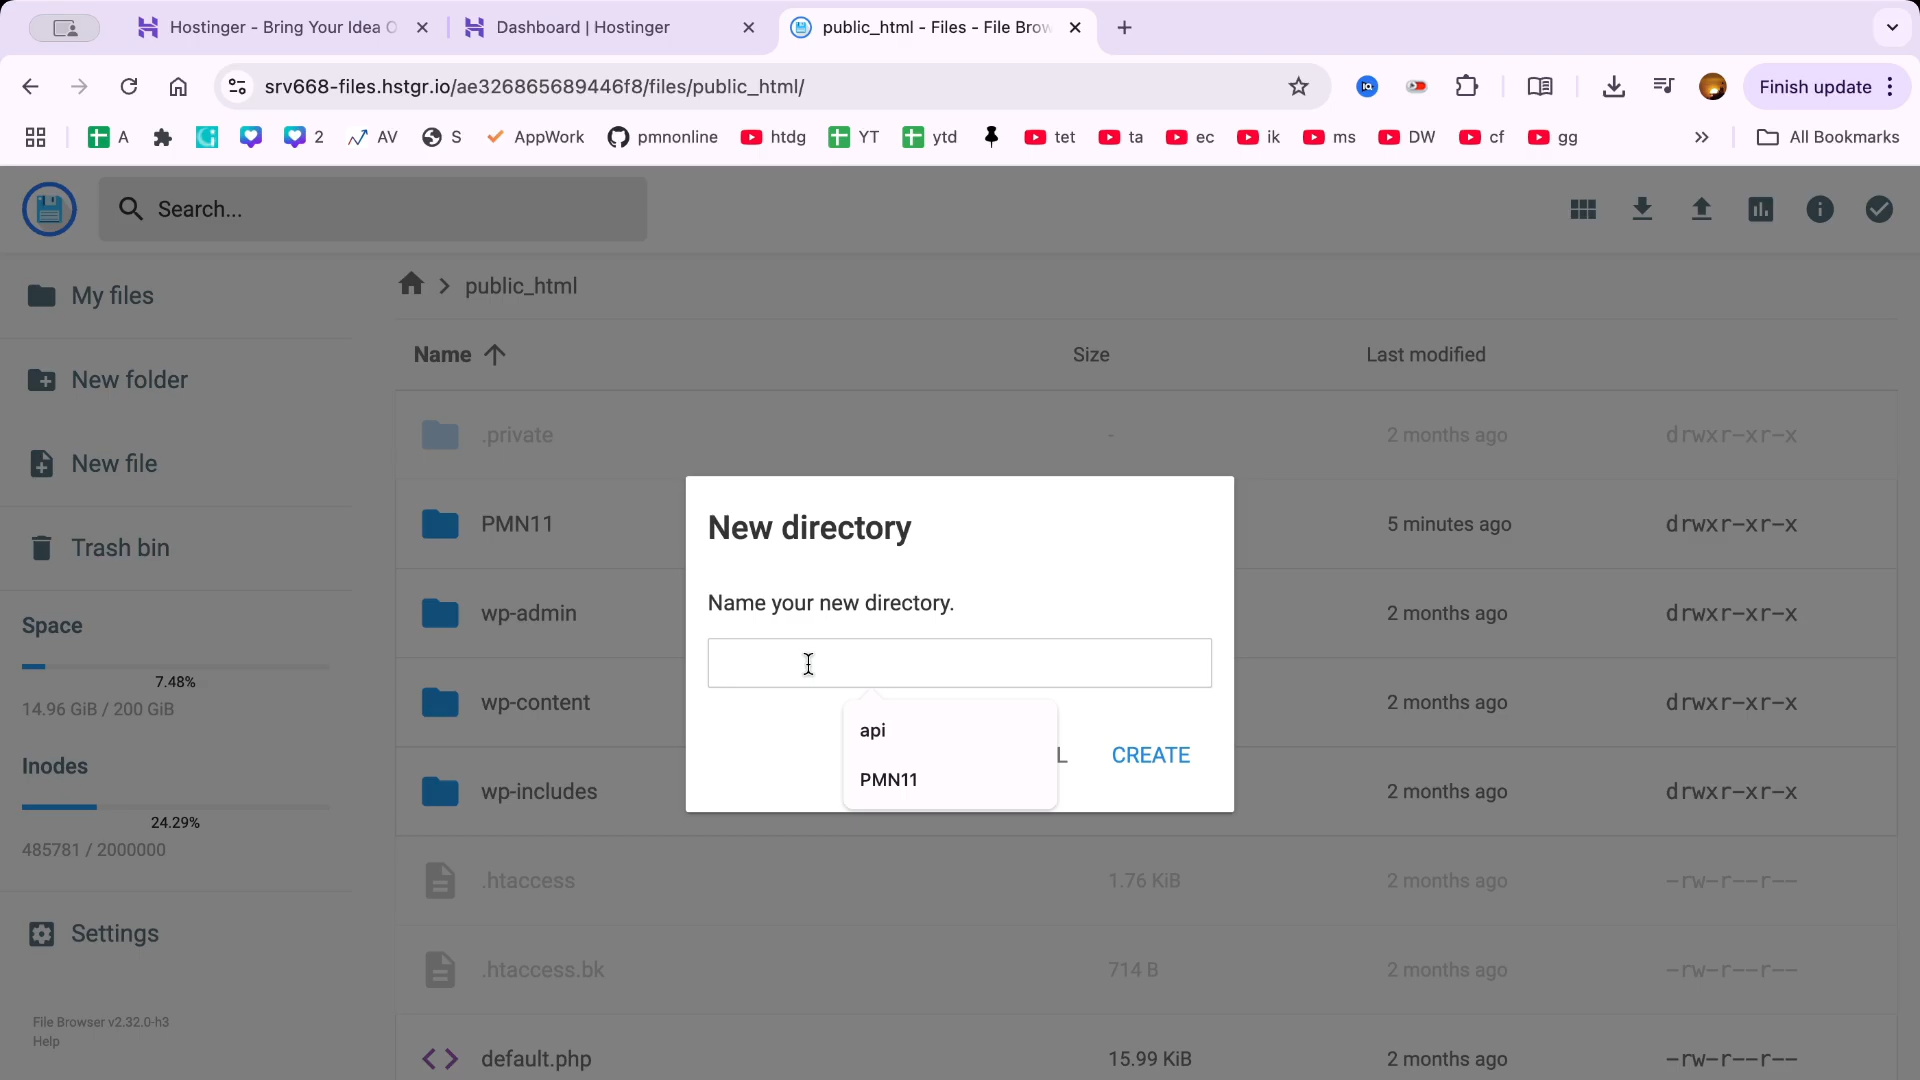 Hostinger - Bring Your Idea O
Dashboard | Hostinger
public_html - Files - File Brow
srv668-files.hstgr.io/ae326865689446f8/files/public_html/
Finish update
A
2
AV
S
AppWork
pmnonline
htdg
YT
ytd
tet
ta
ec
ik
ms
DW
cf
gg
All Bookmarks
Search...
My files
New folder
New file
Trash bin
Space
7.48%
14.96 GiB / 200 GiB
Inodes
24.29%
485781 / 2000000
Settings
File Browser v2.32.0-h3
Help
public_html
Name Size Last modified
.private - 2 months ago drwxr-xr-x
PMN11 5 minutes ago drwxr-xr-x
wp-admin 2 months ago drwxr-xr-x
wp-content 2 months ago drwxr-xr-x
wp-includes 2 months ago drwxr-xr-x
.htaccess 1.76 KiB 2 months ago -rw-r--r--
.htaccess.bk 714 B 2 months ago -rw-r--r--
default.php 15.99 KiB 2 months ago -rw-r--r--
New directory
Name your new directory.
api
PMN11
L CREATE